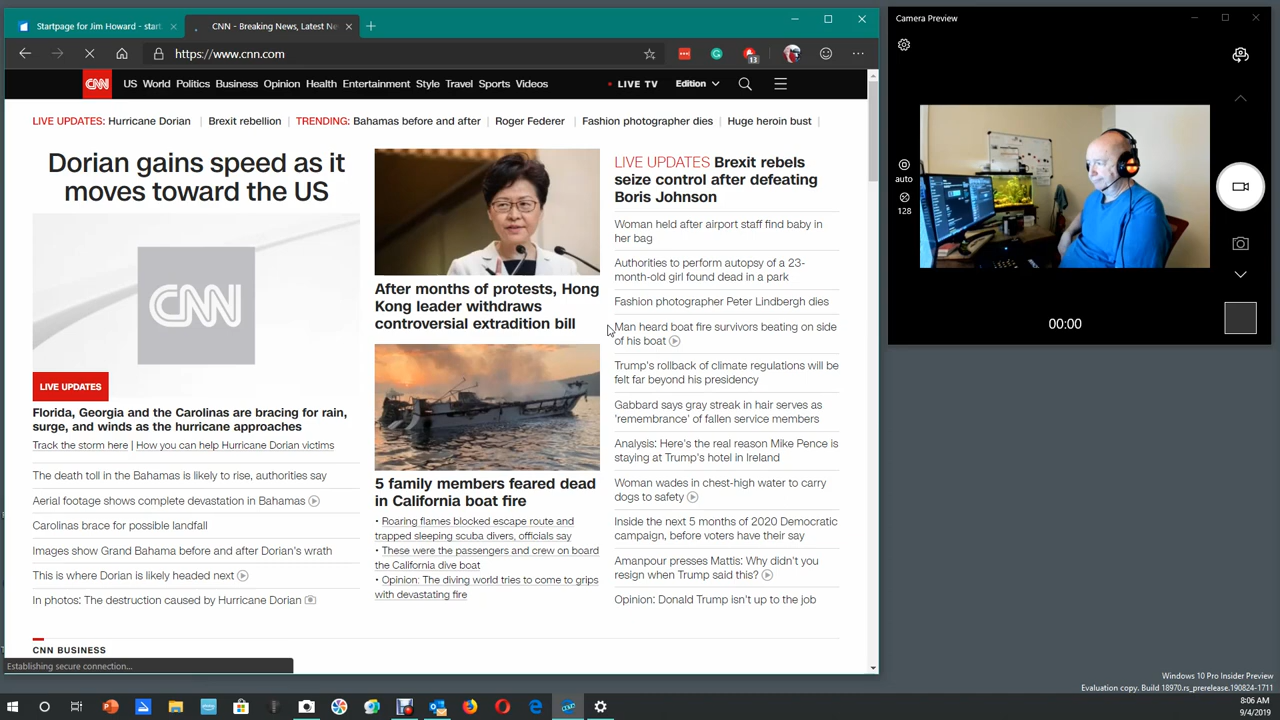 Startpage for Jim Howard - start
CNN - Breaking News, Latest Ne
https://www.cnn.com
13
CNN
US World Politics Business Opinion Health Entertainment Style Travel Sports Videos
LIVE TV
Edition
LIVE UPDATES: Hurricane Dorian | Brexit rebellion | TRENDING: Bahamas before and after | Roger Federer | Fashion photographer dies | Huge heroin bust |
Dorian gains speed as it
moves toward the US
CNN
LIVE UPDATES
Florida, Georgia and the Carolinas are bracing for rain,
surge, and winds as the hurricane approaches
Track the storm here | How you can help Hurricane Dorian victims
The death toll in the Bahamas is likely to rise, authorities say
Aerial footage shows complete devastation in Bahamas
Carolinas brace for possible landfall
Images show Grand Bahama before and after Dorian's wrath
This is where Dorian is likely headed next
In photos: The destruction caused by Hurricane Dorian
After months of protests, Hong
Kong leader withdraws
controversial extradition bill
5 family members feared dead
in California boat fire
• Roaring flames blocked escape route and
trapped sleeping scuba divers, officials say
• These were the passengers and crew on board
the California dive boat
• Opinion: The diving world tries to come to grips
with devastating fire
LIVE UPDATES Brexit rebels
seize control after defeating
Boris Johnson
Woman held after airport staff find baby in
her bag
Authorities to perform autopsy of a 23-
month-old girl found dead in a park
Fashion photographer Peter Lindbergh dies
Man heard boat fire survivors beating on side
of his boat
Trump's rollback of climate regulations will be
felt far beyond his presidency
Gabbard says gray streak in hair serves as
'remembrance' of fallen service members
Analysis: Here's the real reason Mike Pence is
staying at Trump's hotel in Ireland
Woman wades in chest-high water to carry
dogs to safety
Inside the next 5 months of 2020 Democratic
campaign, before voters have their say
Amanpour presses Mattis: Why didn't you
resign when Trump said this?
Opinion: Donald Trump isn't up to the job
CNN BUSINESS
Establishing secure connection...
Camera Preview
auto
128
00:00
Windows 10 Pro Insider Preview
Evaluation copy. Build 18970.rs_prerelease.190824-1711
8:06 AM
9/4/2019